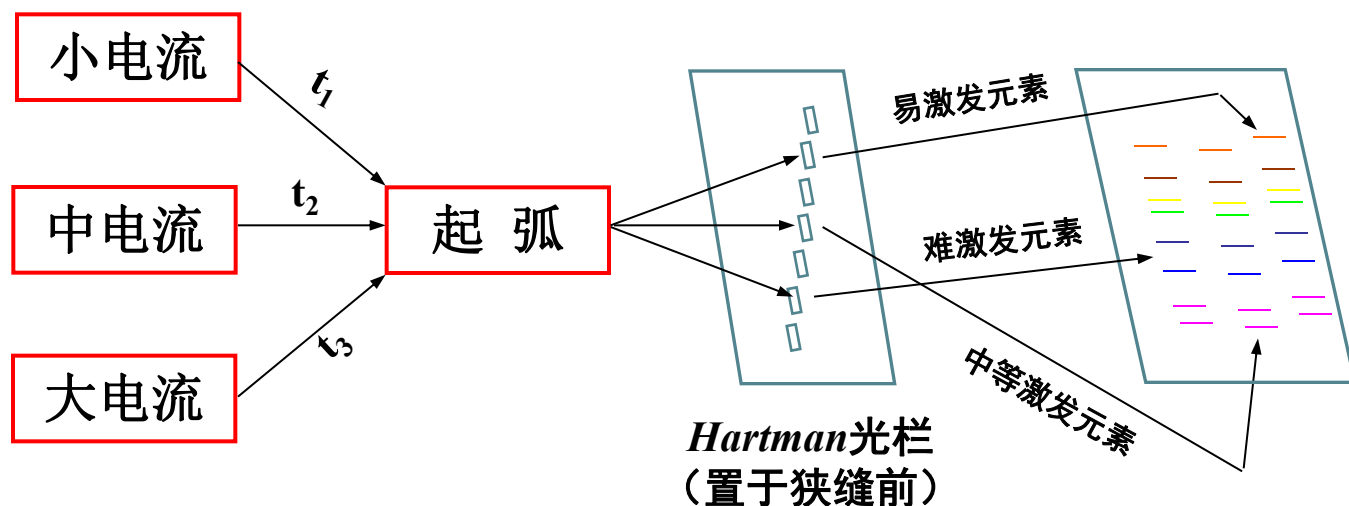 小电流
t1
中电流
t2
大电流
t3
起 弧
易激发元素
难激发元素
中等激发元素
Hartman光栏
（置于狭缝前）